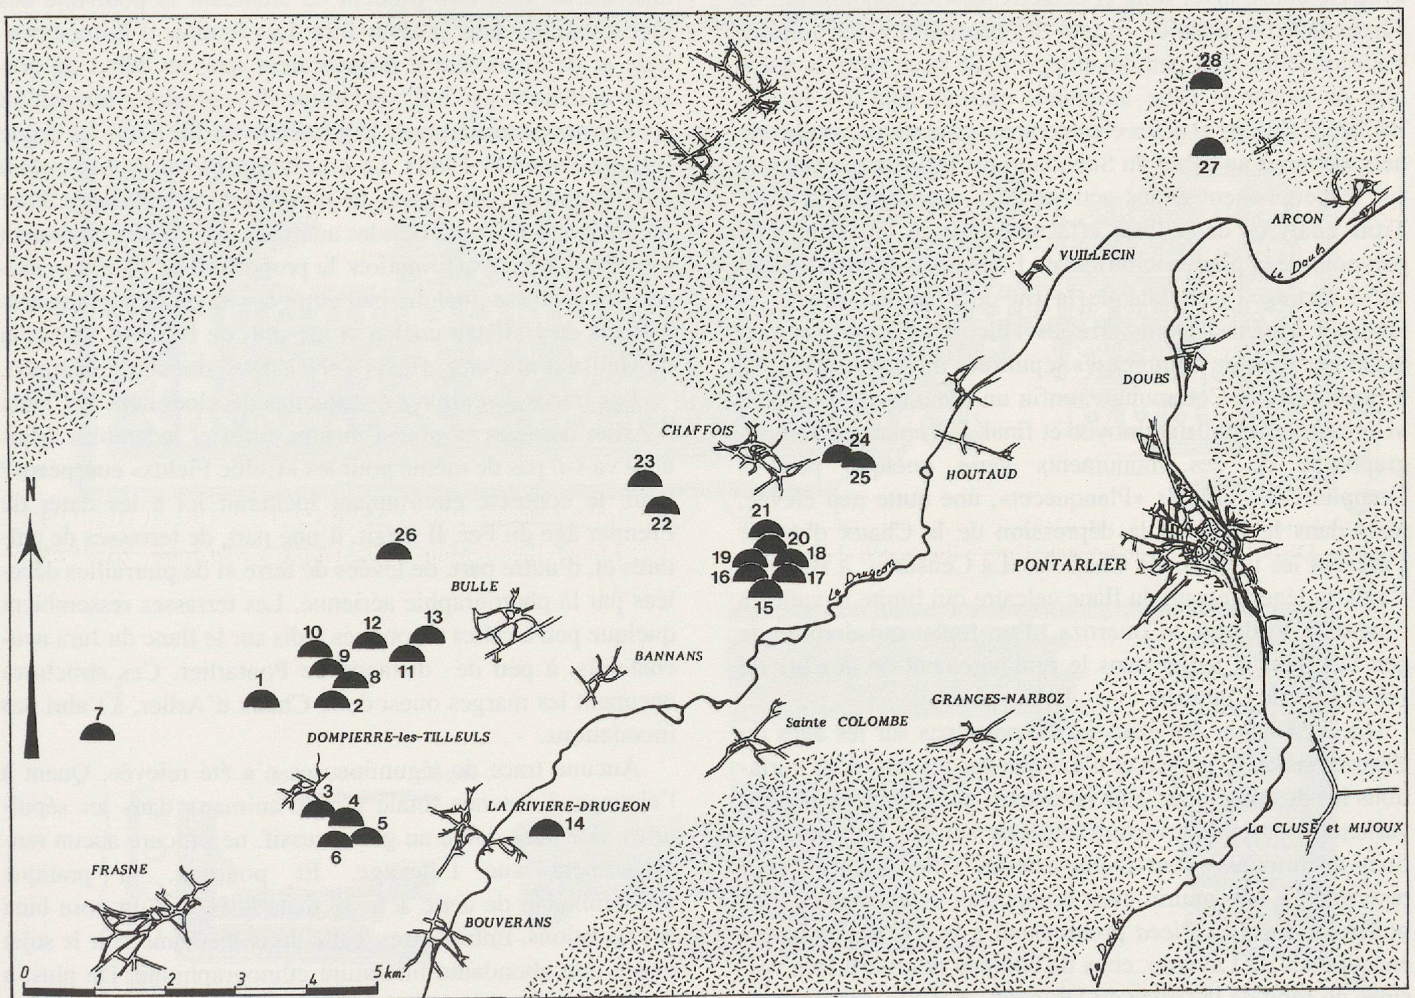 28
27
ARCON
Le Doubs
VUILLECIN
DOUBS
CHAFFOIS
24
25
HOUTAUD
23
22
21
20
19
18
16
17
15
PONTARLIER
Le Drugeon
N
26
BULLE
10
12
13
9
11
8
1
2
7
BANNANS
GRANGES-NARBOZ
Sainte COLOMBE
DOMPIERRE-les-TILLEULS
3
4
5
6
LA RIVIERE-DRUGEON
14
La CLUSE et MIJOUX
FRASNE
BOUVERANS
Le Doubs
0 1 2 3 4 5 km.